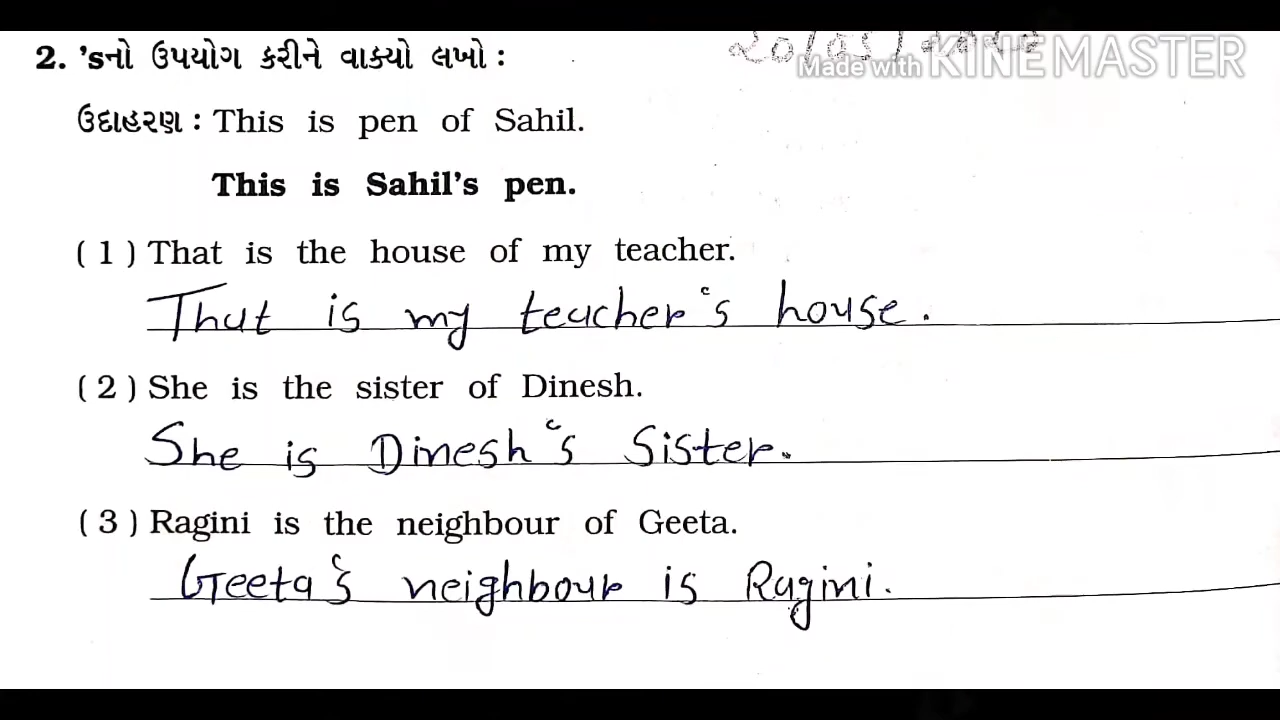 2. 'sનો ઉપયોગ કરીને વાક્યો લખો :
Made with KINEMASTER
ઉદાહરણ : This is pen of Sahil.
This is Sahil's pen.
( 1 ) That is the house of my teacher.
That is my teacher's house.
( 2 ) She is the sister of Dinesh.
She is Dinesh's Sister.
( 3 ) Ragini is the neighbour of Geeta.
Geeta's neighbour is Ragini.